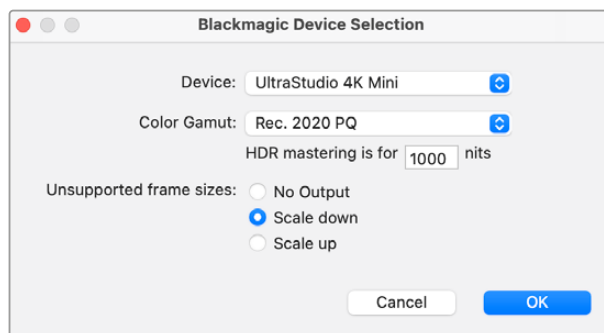 Blackmagic Device Selection
Device: UltraStudio 4K Mini
Color Gamut: Rec. 2020 PQ
HDR mastering is for 1000 nits
Unsupported frame sizes: No Output
Scale down
Scale up
Cancel OK